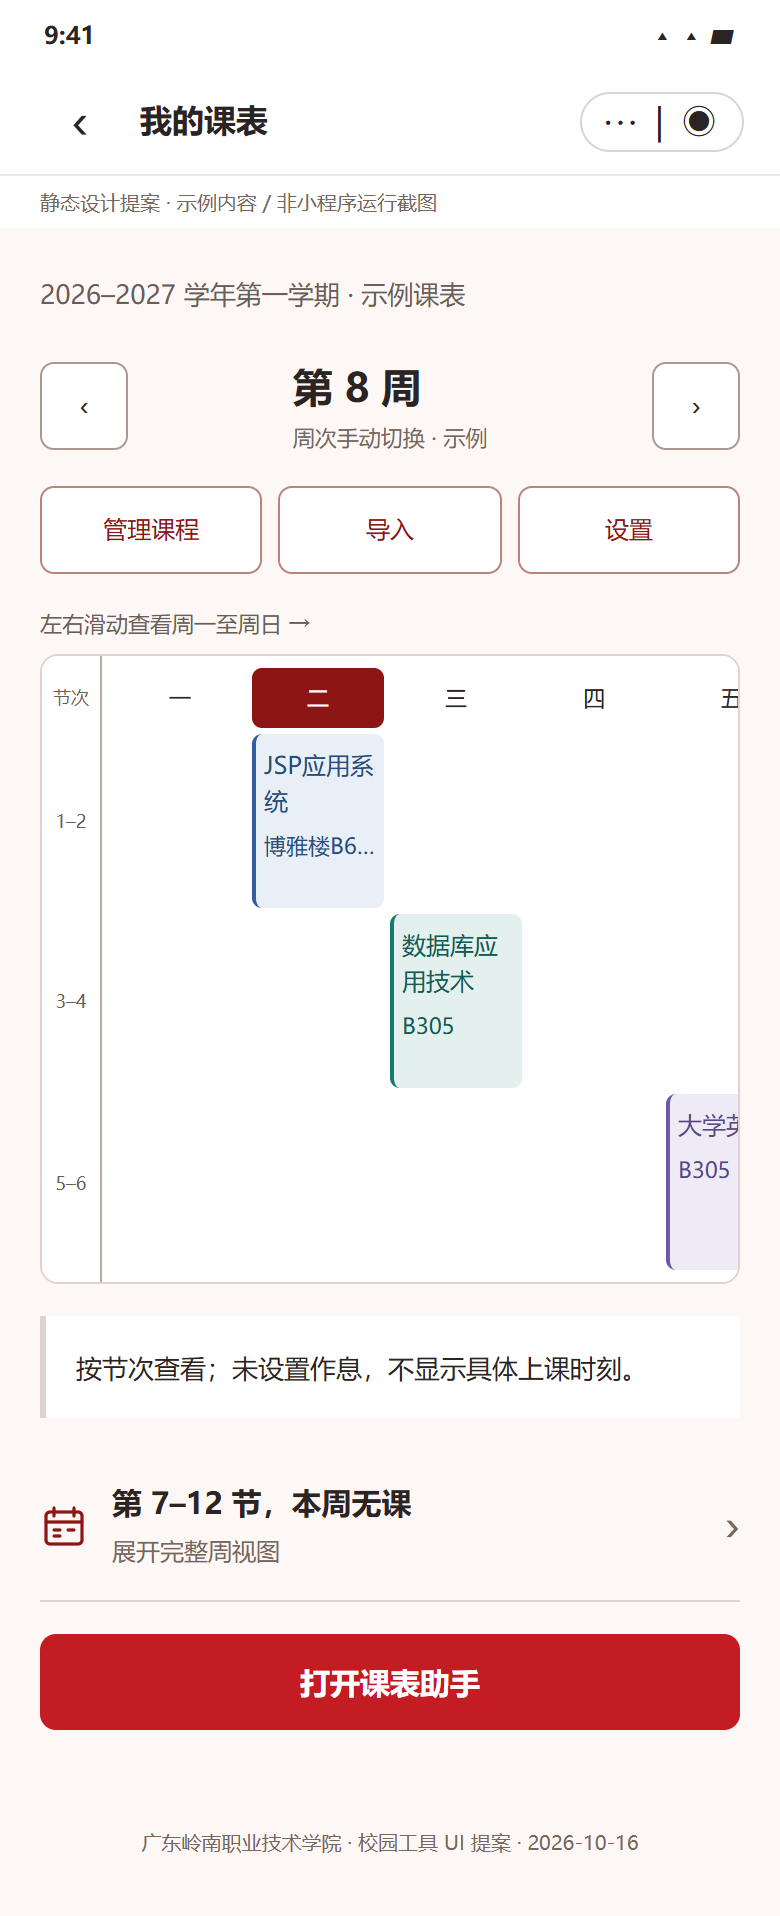 9:41
我的课表
静态设计提案 · 示例内容 / 非小程序运行截图
2026–2027 学年第一学期 · 示例课表
第 8 周
周次手动切换 · 示例
管理课程
导入
设置
左右滑动查看周一至周日 →
节次 一 二 三 四 五
1–2
JSP应用系
统
博雅楼B6...
3–4
数据库应
用技术
B305
5–6
大学英
B305
按节次查看；未设置作息，不显示具体上课时刻。
第 7–12 节，本周无课
展开完整周视图
打开课表助手
广东岭南职业技术学院 · 校园工具 UI 提案 · 2026-10-16